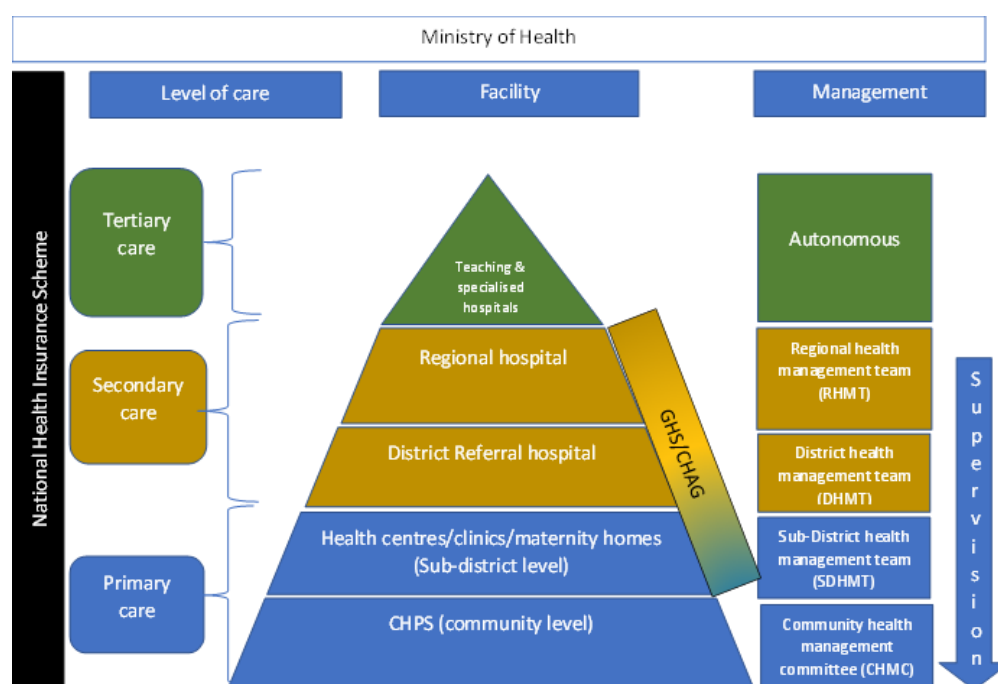 Ministry of Health
Level of care
Facility
Management
National Health Insurance Scheme
Tertiary
care
Teaching &
specialised
hospitals
Autonomous
Secondary
care
Regional hospital
Regional health
management team
(RHMT)
District Referral hospital
District health
management team
(DHMT)
GHS/CHAG
Primary
care
Health centres/clinics/maternity homes
(Sub-district level)
Sub-District health
management team
(SDHMT)
CHPS (community level)
Community health
management
committee (CHMC)
Supervision